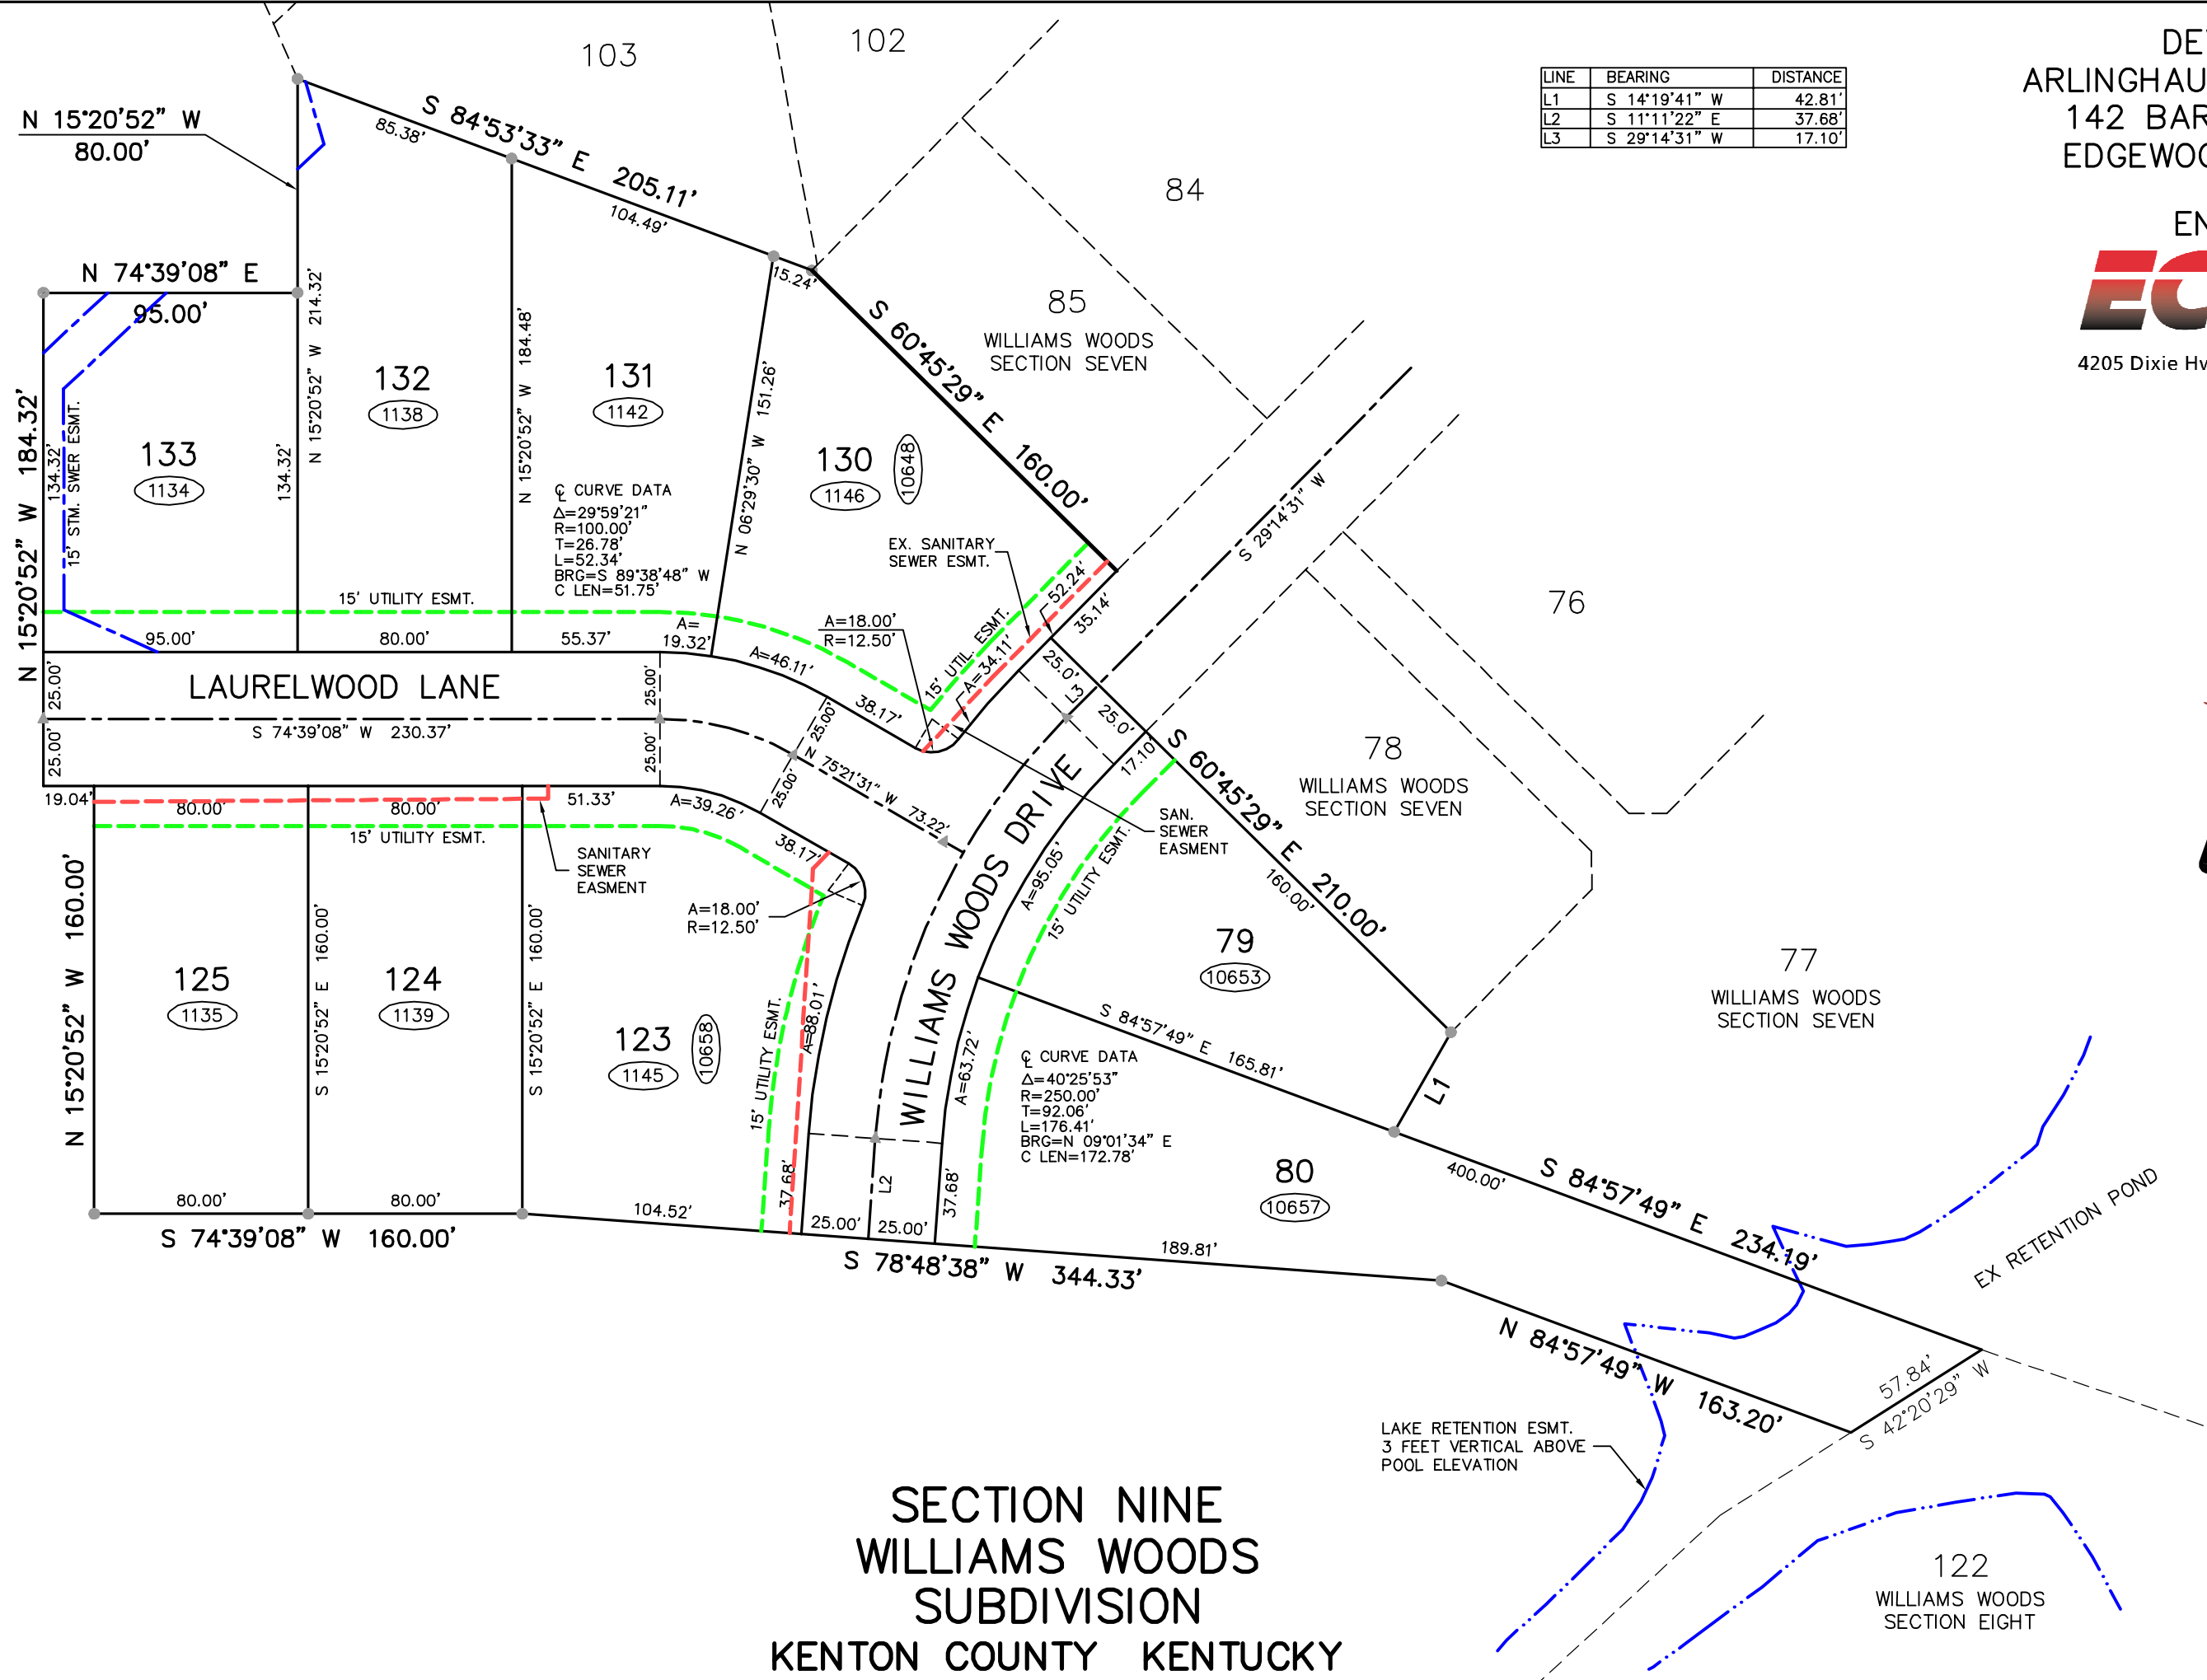 103
102
84
85
WILLIAMS WOODS
SECTION SEVEN
LINE BEARING DISTANCE
L1 S 14°19'41" W 42.81'
L2 S 11°11'22" E 37.68'
L3 S 29°14'31" W 17.10'
DE
ARLINGHAU
142 BAR
EDGEWOO
EN
EC
4205 Dixie Hw
N 15°20'52" W
80.00'
S 84°53'33" E 205.11'
85.38'
104.49'
15.24'
N 74°39'08" E
95.00'
N 15°20'52" W 184.32'
134.32'
15' STM. SWER ESMT.
133
1134
134.32'
N 15°20'52" W 214.32'
132
1138
N 15°20'52" W 184.48'
131
1142
℄ CURVE DATA
Δ=29°59'21"
R=100.00'
T=26.78'
L=52.34'
BRG=S 89°38'48" W
C LEN=51.75'
N 06°29'30" W 151.26'
130
1146
10648
S 60°45'29" E 160.00'
EX. SANITARY
SEWER ESMT.
52.24'
35.14'
A=34.11'
15' UTIL. ESMT.
A=18.00'
R=12.50'
S 29°14'31" W
76
15' UTILITY ESMT.
95.00'
80.00'
55.37'
A=
19.32'
A=46.11'
38.17'
25.0'
L3
25.0'
17.10'
25.00'
25.00'
LAURELWOOD LANE
S 74°39'08" W 230.37'
25.00'
25.00'
25.00'
25.00'
N 75°21'31" W 73.22'
WILLIAMS WOODS DRIVE
SAN.
SEWER
EASMENT
78
WILLIAMS WOODS
SECTION SEVEN
S 60°45'29" E 210.00'
160.00'
19.04'
80.00'
80.00'
51.33'
A=39.26'
38.17'
15' UTILITY ESMT.
SANITARY
SEWER
EASMENT
A=18.00'
R=12.50'
N 15°20'52" W 160.00'
125
1135
S 15°20'52" E 160.00'
124
1139
S 15°20'52" E 160.00'
123
1145
10658
15' UTILITY ESMT.
A=88.01'
37.68'
A=95.05'
15' UTILITY ESMT.
79
10653
S 84°57'49" E 165.81'
A=63.72'
℄ CURVE DATA
Δ=40°25'53"
R=250.00'
T=92.06'
L=176.41'
BRG=N 09°01'34" E
C LEN=172.78'
L1
77
WILLIAMS WOODS
SECTION SEVEN
80
10657
400.00'
S 84°57'49" E 234.19'
EX RETENTION POND
80.00'
80.00'
S 74°39'08" W 160.00'
104.52'
25.00'
L2
25.00'
37.68'
189.81'
S 78°48'38" W 344.33'
N 84°57'49" W 163.20'
57.84'
S 42°20'29" W
LAKE RETENTION ESMT.
3 FEET VERTICAL ABOVE
POOL ELEVATION
122
WILLIAMS WOODS
SECTION EIGHT
SECTION NINE
WILLIAMS WOODS
SUBDIVISION
KENTON COUNTY KENTUCKY